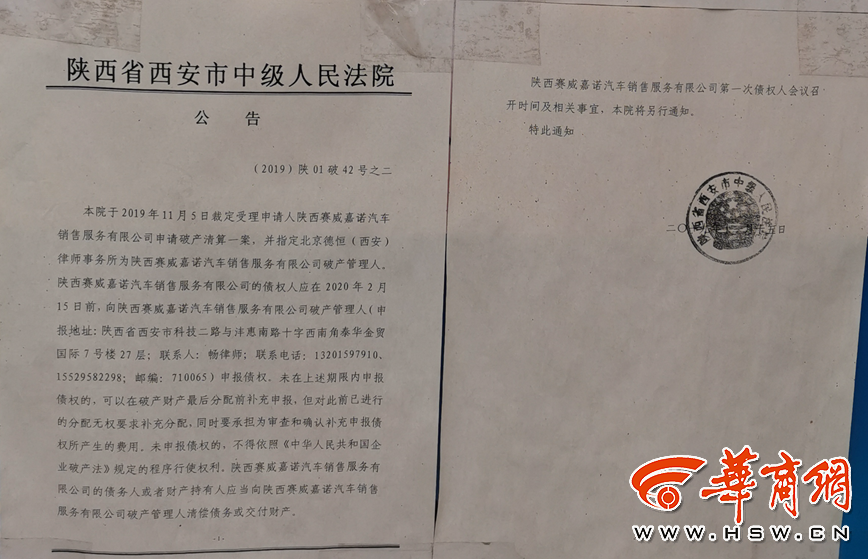 陕西省西安市中级人民法院
公 告
(2019)陕01破42号之二
本院于2019年11月5日裁定受理申请人陕西赛威嘉诺汽车
销售服务有限公司申请破产清算一案，并指定北京德恒（西安）
律师事务所为陕西赛威嘉诺汽车销售服务有限公司破产管理人。
陕西赛威嘉诺汽车销售服务有限公司的债权人应在2020年2月
15日前，向陕西赛威嘉诺汽车销售服务有限公司破产管理人（申
报地址：陕西省西安市科技二路与沣惠南路十字西南角泰华金贸
国际7号楼27层；联系人：畅律师；联系电话：13201597910、
15529582298；邮编：710065）申报债权、未在上述期限内申报
债权的，可以在破产财产最后分配前补充申报，但对此前已进行
的分配无权要求补充分配，同时要承担为审查和确认补充申报债
权所产生的费用。未申报债权的，不得依照《中华人民共和国企
业破产法》规定的程序行使权利。陕西赛威嘉诺汽车销售服务有
限公司的债务人或者财产持有人应当向陕西赛威嘉诺汽车销售
服务有限公司破产管理人清偿债务或交付财产。
-1-
陕西赛威嘉诺汽车销售服务有限公司第一次债权人会议召
开时间及相关事宜，本院将另行通知。
特此通知
陕西省西安市中级人民法院
二〇 日
華商網
WWW.HSW.CN